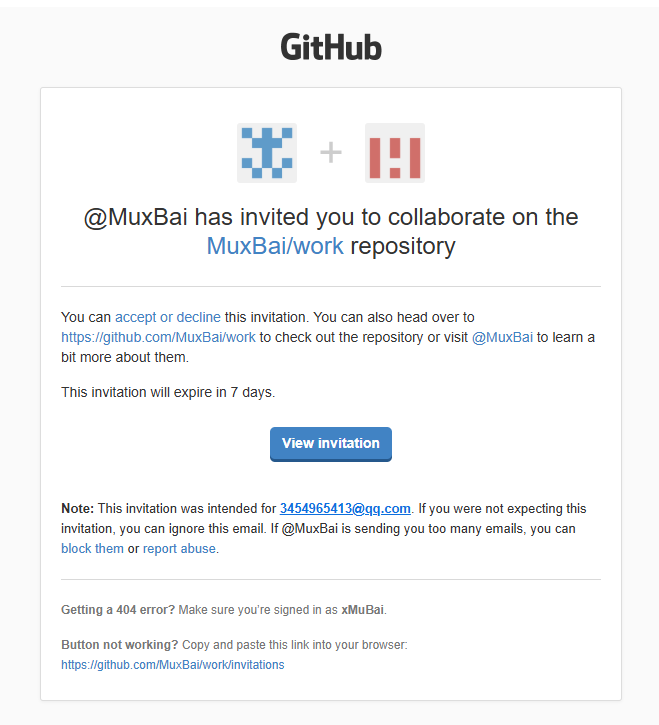 GitHub
@MuxBai has invited you to collaborate on the
MuxBai/work repository
You can accept or decline this invitation. You can also head over to
https://github.com/MuxBai/work to check out the repository or visit @MuxBai to learn a
bit more about them.
This invitation will expire in 7 days.
View invitation
Note: This invitation was intended for 3454965413@qq.com. If you were not expecting this
invitation, you can ignore this email. If @MuxBai is sending you too many emails, you can
block them or report abuse.
Getting a 404 error? Make sure you’re signed in as xMuBai.
Button not working? Copy and paste this link into your browser:
https://github.com/MuxBai/work/invitations